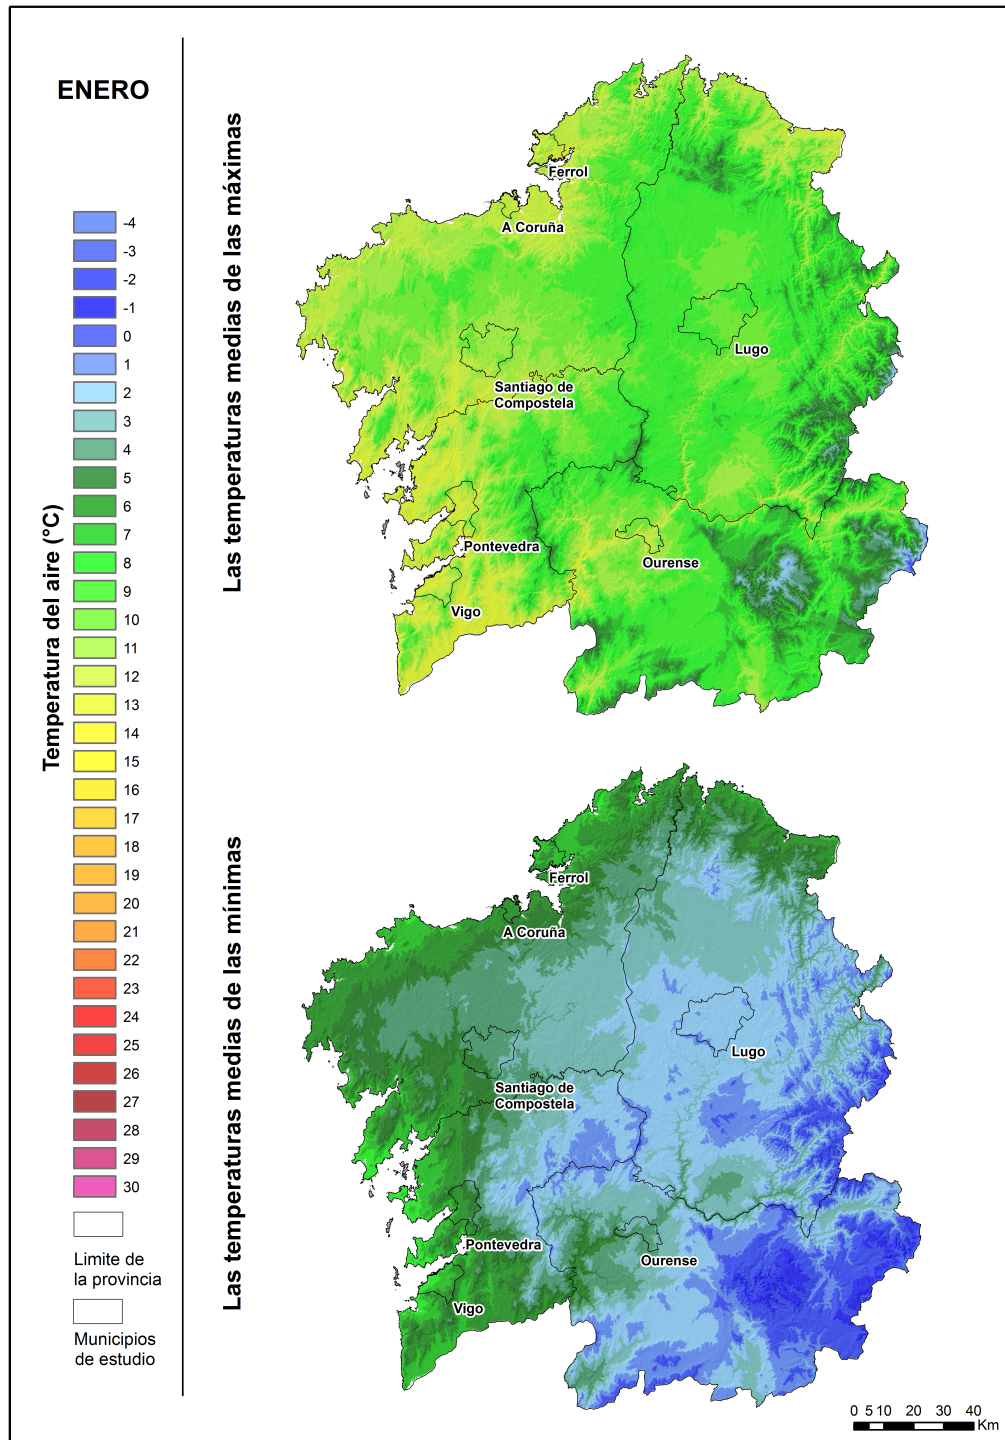 ENERO
Temperatura del aire (°C)
-4
-3
-2
-1
0
1
2
3
4
5
6
7
8
9
10
11
12
13
14
15
16
17
18
19
20
21
22
23
24
25
26
27
28
29
30
Limite de
la provincia
Municipios
de estudio
Las temperaturas medias de las máximas
Ferrol
A Coruña
Lugo
Santiago de
Compostela
Pontevedra
Ourense
Vigo
Las temperaturas medias de las mínimas
Ferrol
A Coruña
Lugo
Santiago de
Compostela
Pontevedra
Ourense
Vigo
0 5 10 20 30 40
Km